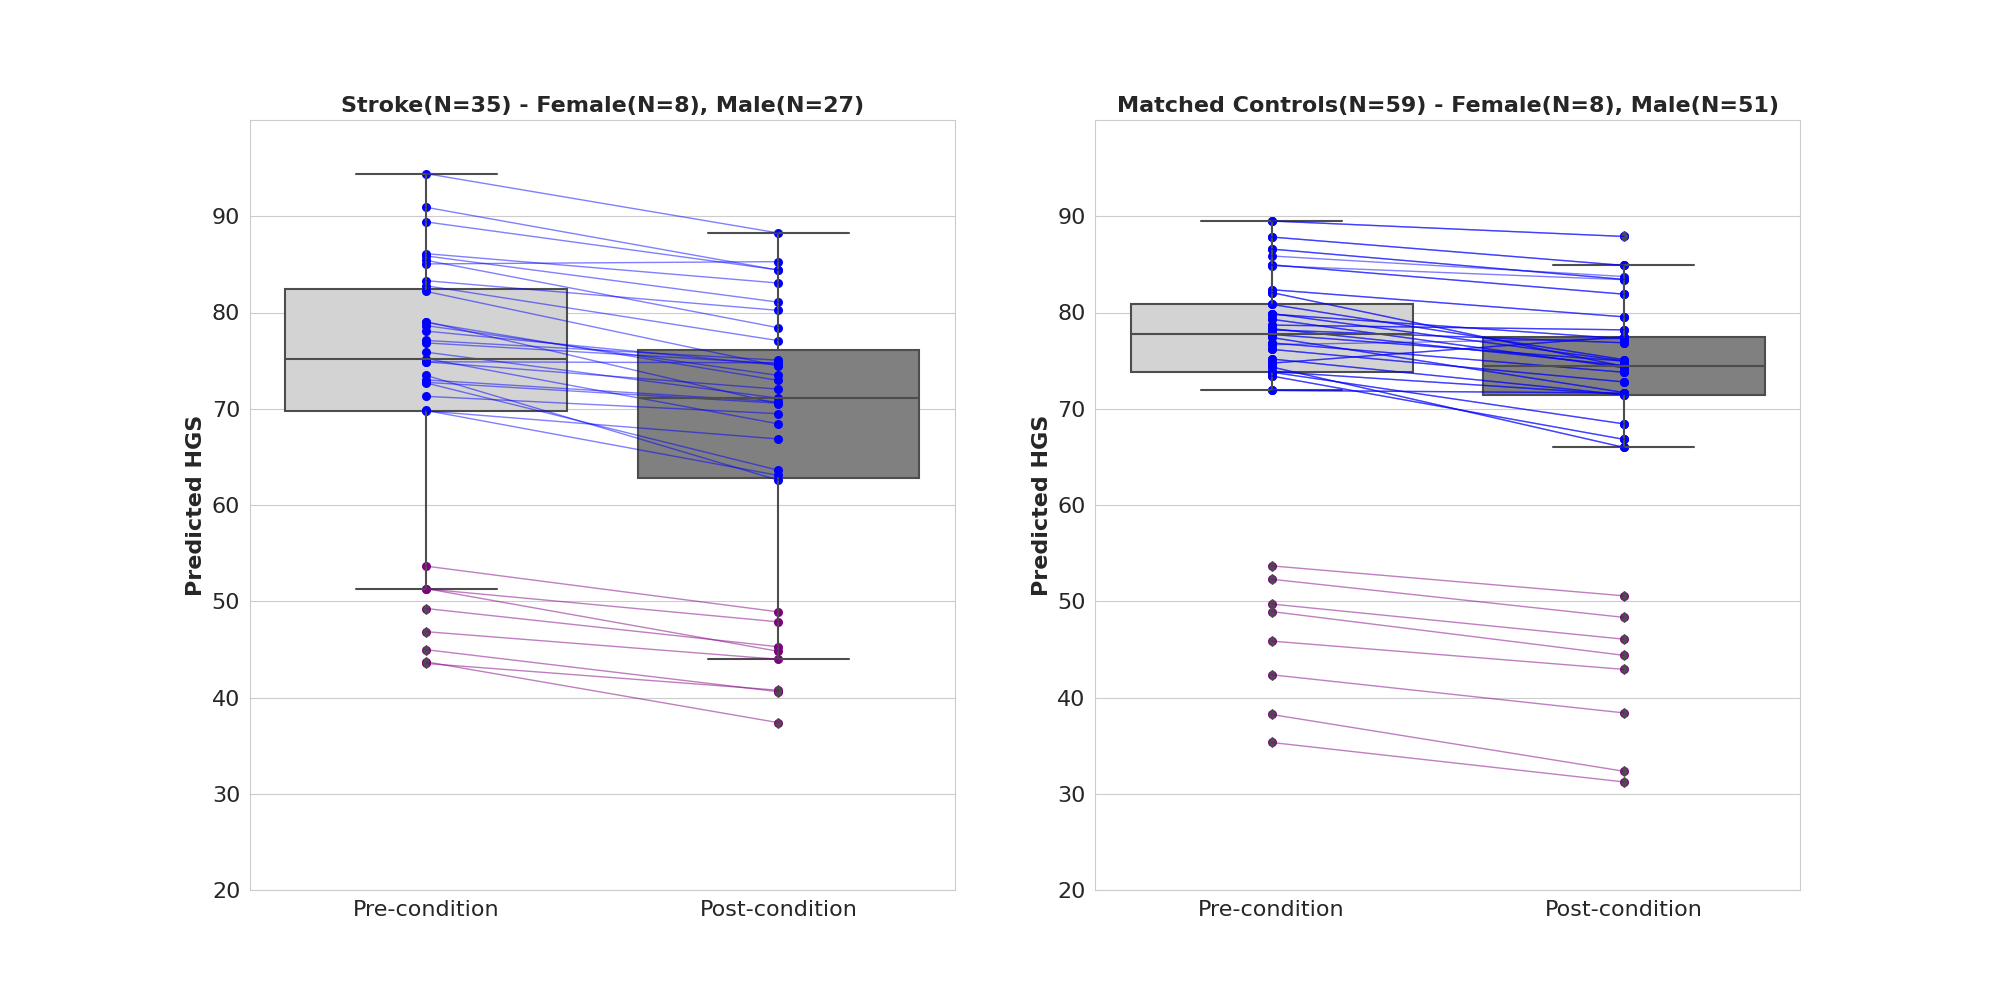 Stroke(N=35) - Female(N=8), Male(N=27)
Predicted HGS
90
80
70
60
50
40
30
20
Pre-condition
Post-condition
Matched Controls(N=59) - Female(N=8), Male(N=51)
Predicted HGS
90
80
70
60
50
40
30
20
Pre-condition
Post-condition